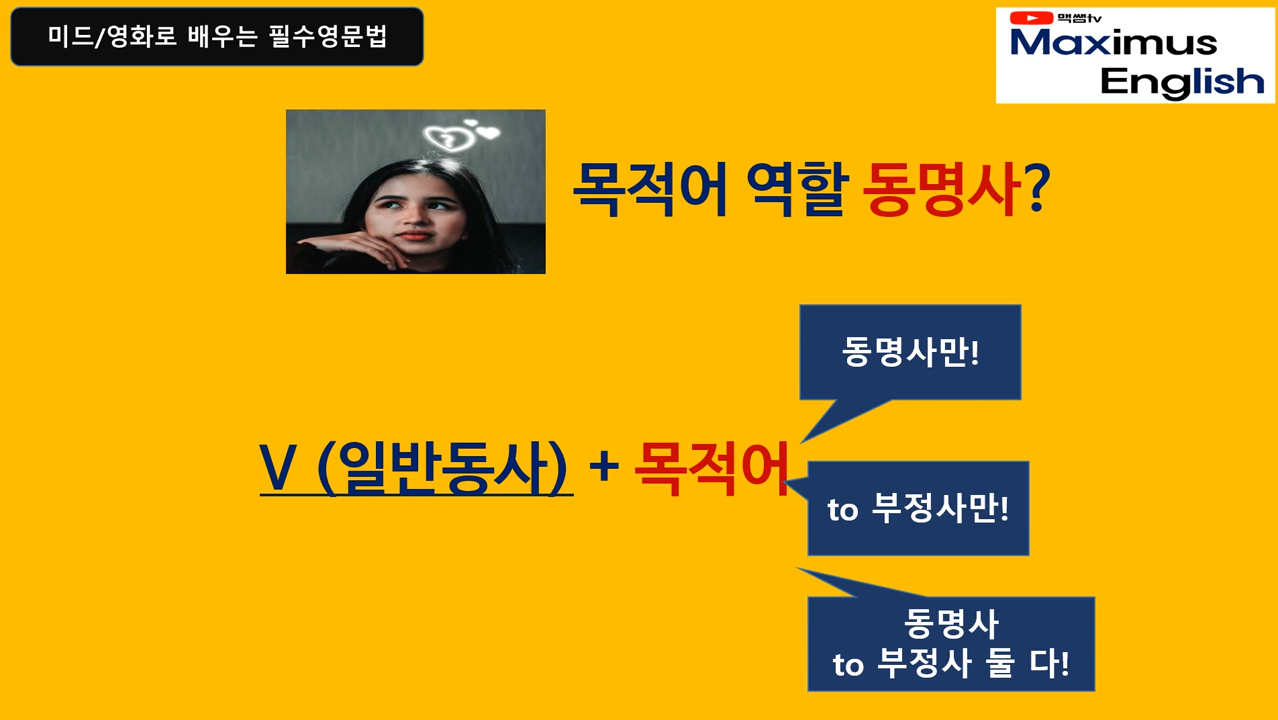 미드/영화로 배우는 필수영문법
맥쌤tv
Maximus
English
목적어 역할 동명사?
동명사만!
V (일반동사) + 목적어
to 부정사만!
동명사
to 부정사 둘 다!